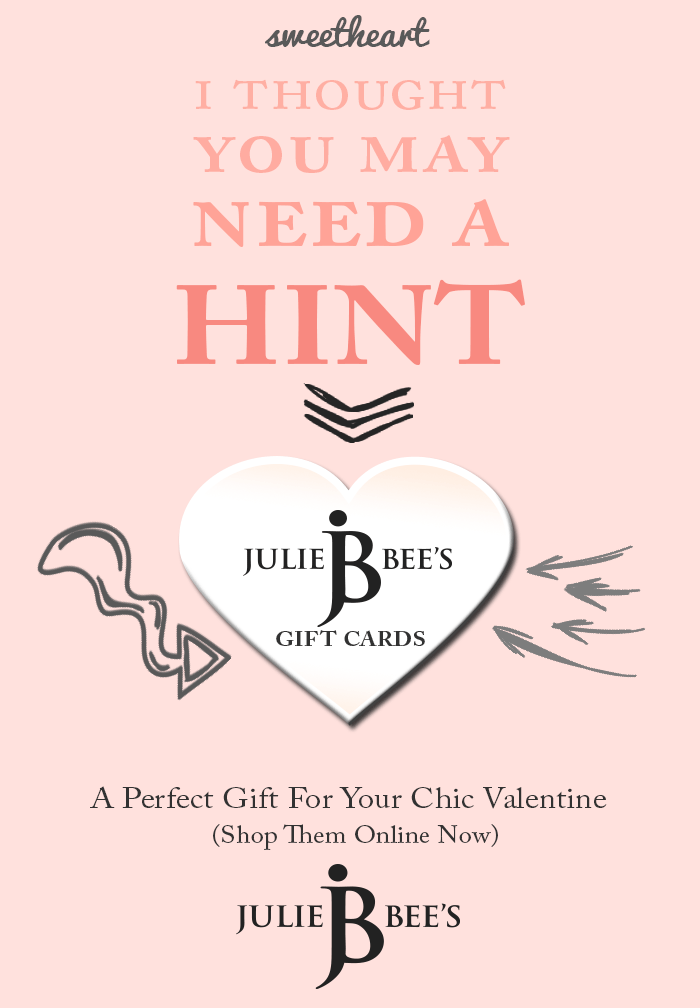 sweetheart
I THOUGHT
YOU MAY
NEED A
HINT
JULIE JB BEE'S
GIFT CARDS
A Perfect Gift For Your Chic Valentine
(Shop Them Online Now)
JULIE JB BEE'S